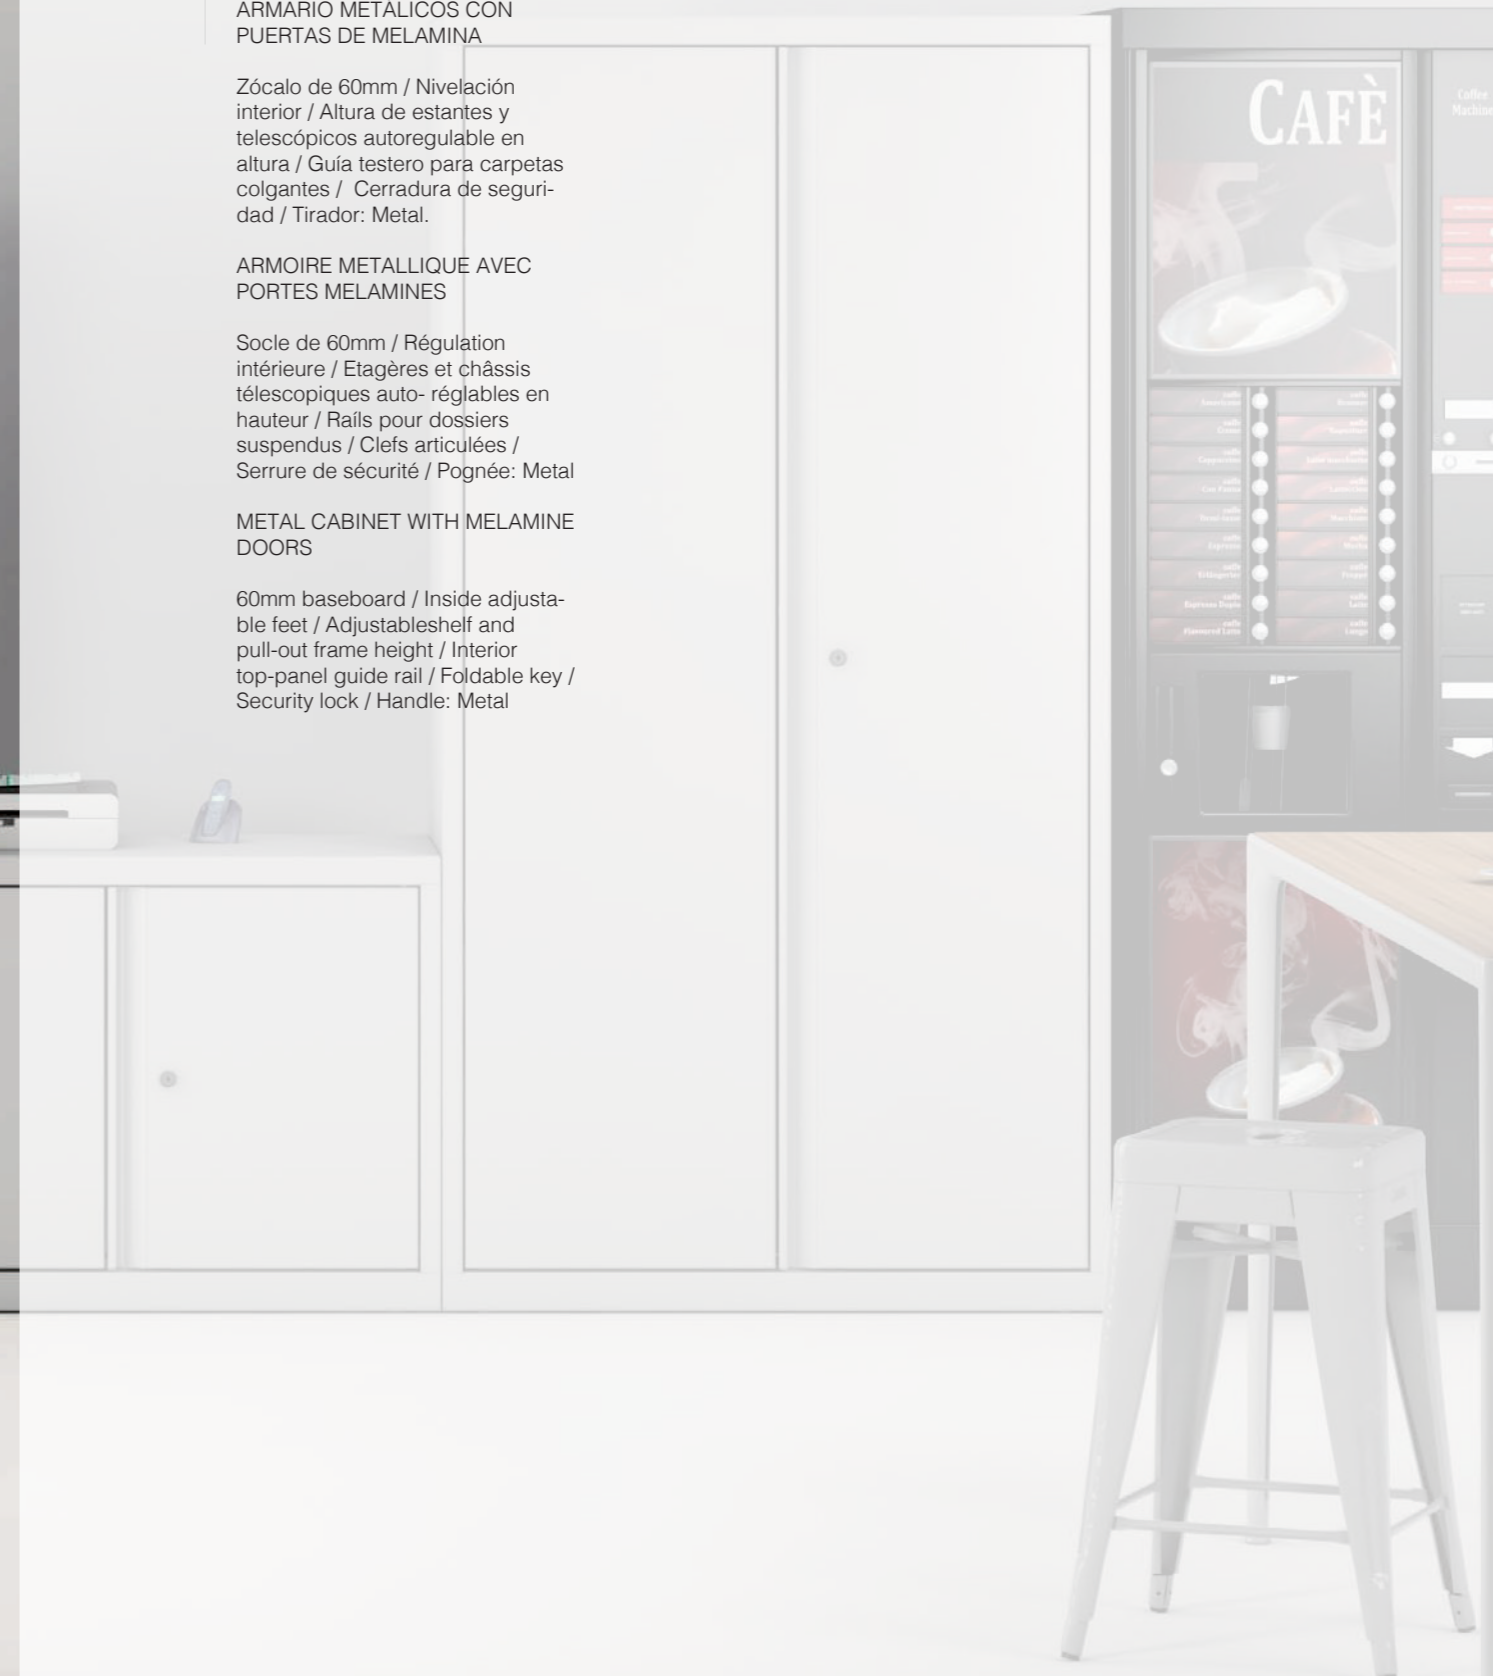 ARMARIO METÁLICOS CON
PUERTAS DE MELAMINA
Zócalo de 60mm / Nivelación
interior / Altura de estantes y
telescópicos autoregulable en
altura / Guía testero para carpetas
colgantes /  Cerradura de seguri-
dad / Tirador: Metal.
ARMOIRE METALLIQUE AVEC
PORTES MELAMINES
Socle de 60mm / Régulation
intérieure / Etagères et châssis
télescopiques auto- réglables en
hauteur / Raíls pour dossiers
suspendus / Clefs articulées /
Serrure de sécurité / Pognée: Metal
METAL CABINET WITH MELAMINE
DOORS
60mm baseboard / Inside adjusta-
ble feet / Adjustableshelf and
pull-out frame height / Interior
top-panel guide rail / Foldable key /
Security lock / Handle: Metal
CAFÈ
Coffee
Machine